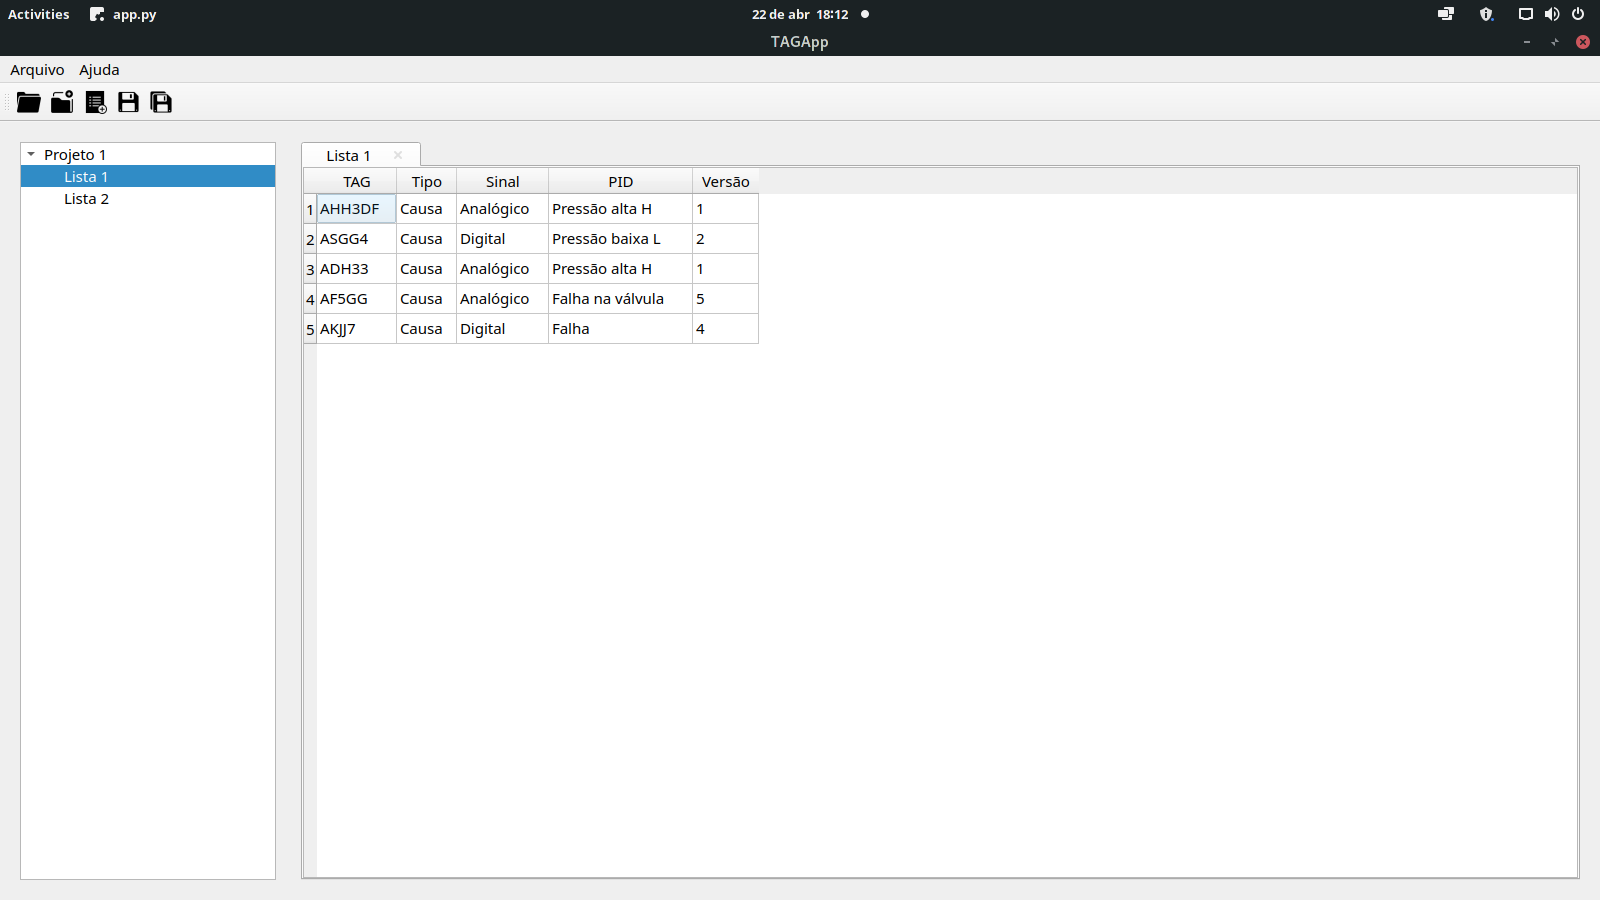 Activities app.py 22 de abr 18:12
TAGApp
Arquivo Ajuda
Projeto 1
Lista 1
Lista 2
Lista 1
TAG Tipo Sinal PID Versão
1 AHH3DF Causa Analógico Pressão alta H 1
2 ASGG4 Causa Digital Pressão baixa L 2
3 ADH33 Causa Analógico Pressão alta H 1
4 AF5GG Causa Analógico Falha na válvula 5
5 AKJJ7 Causa Digital Falha 4